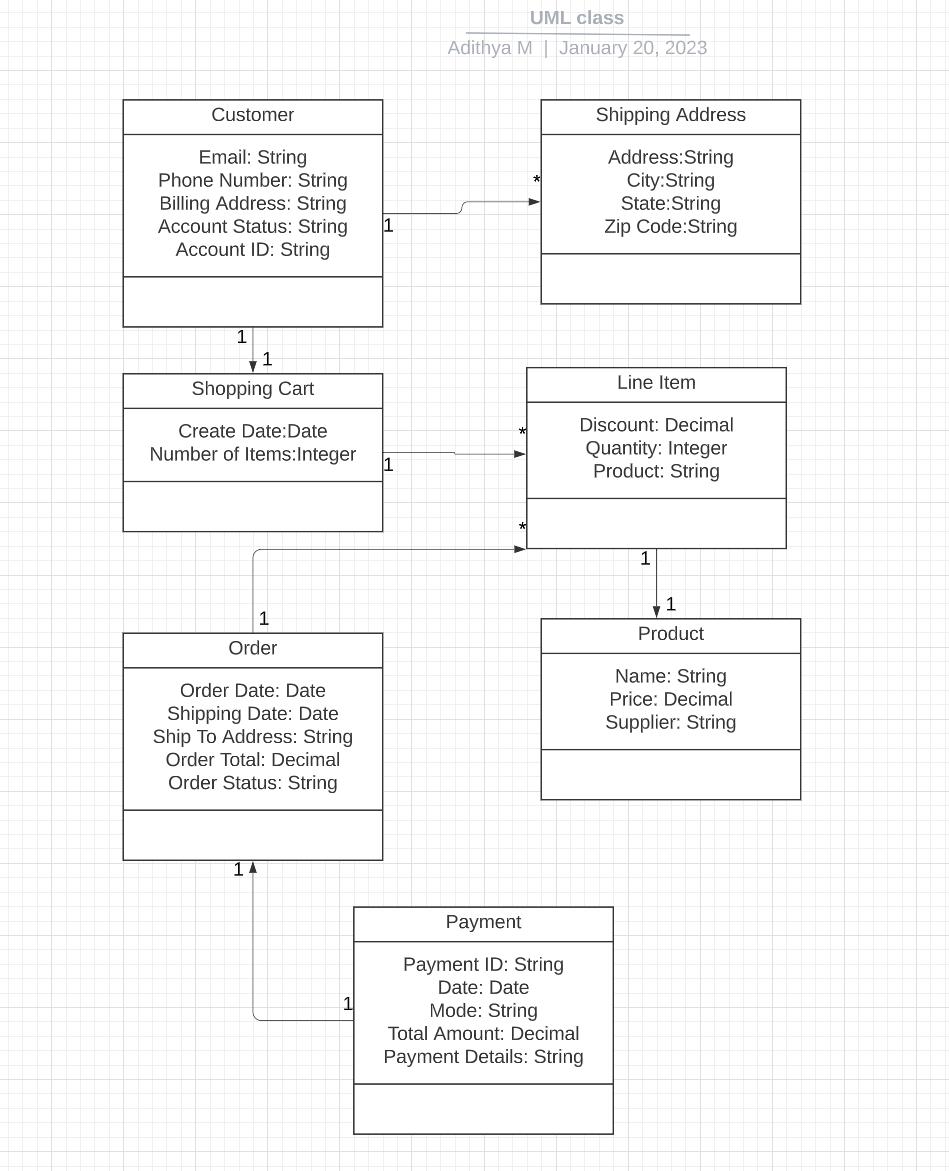 UML class
Adithya M | January 20, 2023
Customer
Email: String
Phone Number: String
Billing Address: String
Account Status: String
Account ID: String
1
*
Shipping Address
Address:String
City:String
State:String
Zip Code:String
1
1
Shopping Cart
Create Date:Date
Number of Items:Integer
1
*
Line Item
Discount: Decimal
Quantity: Integer
Product: String
*
1
1
1
Product
Name: String
Price: Decimal
Supplier: String
Order
Order Date: Date
Shipping Date: Date
Ship To Address: String
Order Total: Decimal
Order Status: String
1
1
Payment
Payment ID: String
Date: Date
Mode: String
Total Amount: Decimal
Payment Details: String